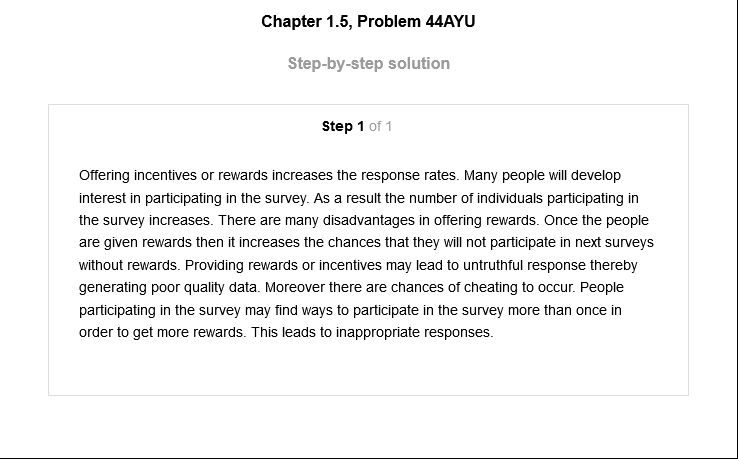 Chapter 1.5, Problem 44AYU
Step-by-step solution
Step 1 of 1
Offering incentives or rewards increases the response rates. Many people will develop
interest in participating in the survey. As a result the number of individuals participating in
the survey increases. There are many disadvantages in offering rewards. Once the people
are given rewards then it increases the chances that they will not participate in next surveys
without rewards. Providing rewards or incentives may lead to untruthful response thereby
generating poor quality data. Moreover there are chances of cheating to occur. People
participating in the survey may find ways to participate in the survey more than once in
order to get more rewards. This leads to inappropriate responses.